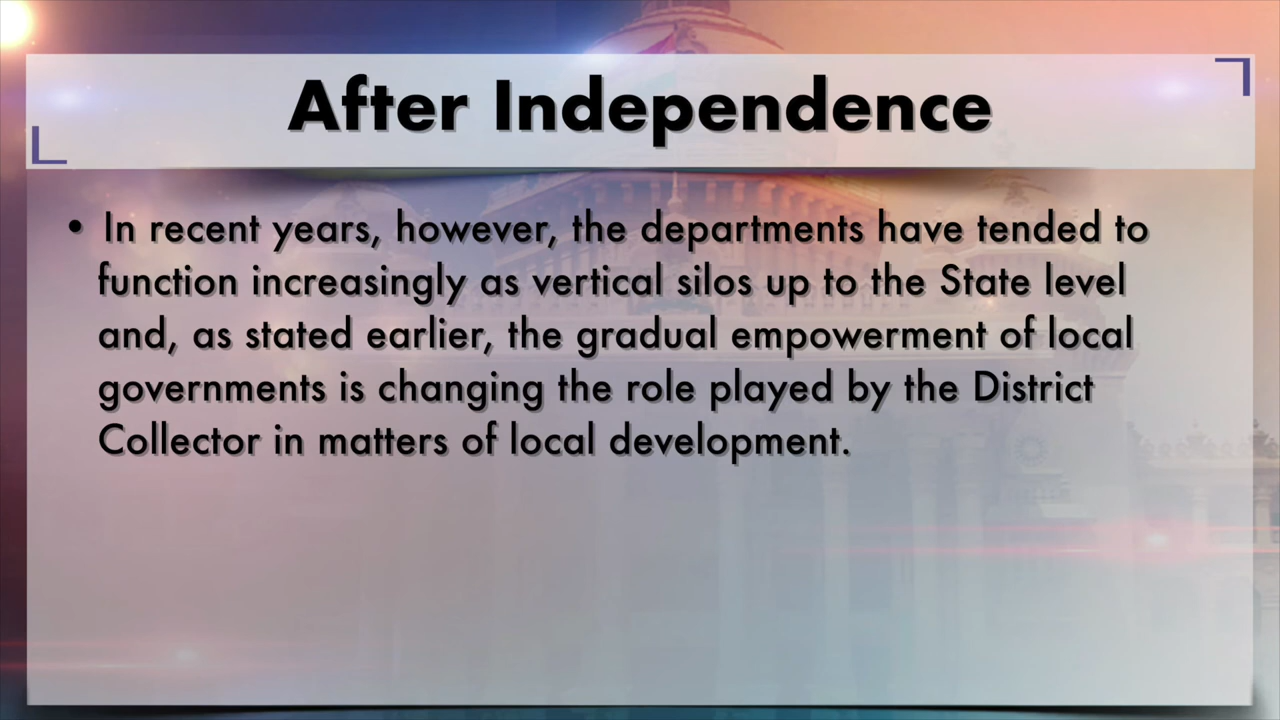 After Independence
• In recent years, however, the departments have tended to
function increasingly as vertical silos up to the State level
and, as stated earlier, the gradual empowerment of local
governments is changing the role played by the District
Collector in matters of local development.